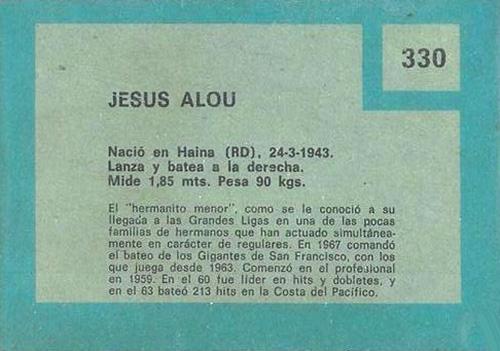 330
JESUS ALOU
Nació en Haina (RD), 24-3-1943.
Lanza y batea a la derecha.
Mide 1,85 mts. Pesa 90 kgs.
El "hermanito menor", como se le conoció a su
llegada a las Grandes Ligas en una de las pocas
familias de hermanos que han actuado simultánea-
mente en carácter de regulares. En 1967 comandó
el bateo de los Gigantes de San Francisco, con los
que juega desde 1963. Comenzó en el profesional
en 1959. En el 60 fue líder en hits y dobletes, y
en el 63 bateó 213 hits en la Costa del Pacífico.